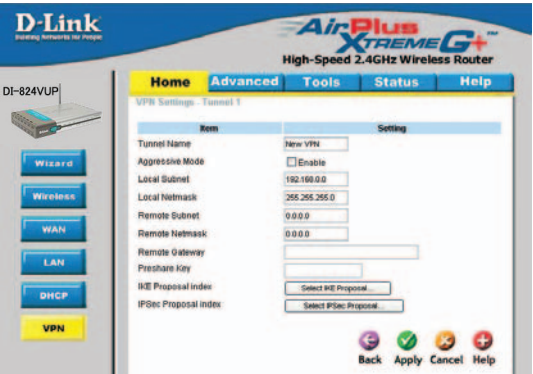 D-Link
Building Networks for People
AirPlus
XTREME G+™
High-Speed 2.4GHz Wireless Router
DI-824VUP
Home Advanced Tools Status Help
VPN Settings - Tunnel 1
Item Setting
Tunnel Name New VPN
Aggressive Mode Enable
Local Subnet 192.168.0.0
Local Netmask 255.255.255.0
Remote Subnet 0.0.0.0
Remote Netmask 0.0.0.0
Remote Gateway
Preshare Key
IKE Proposal index Select IKE Proposal...
IPSec Proposal index Select IPSec Proposal...
Wizard
Wireless
WAN
LAN
DHCP
VPN
Back Apply Cancel Help